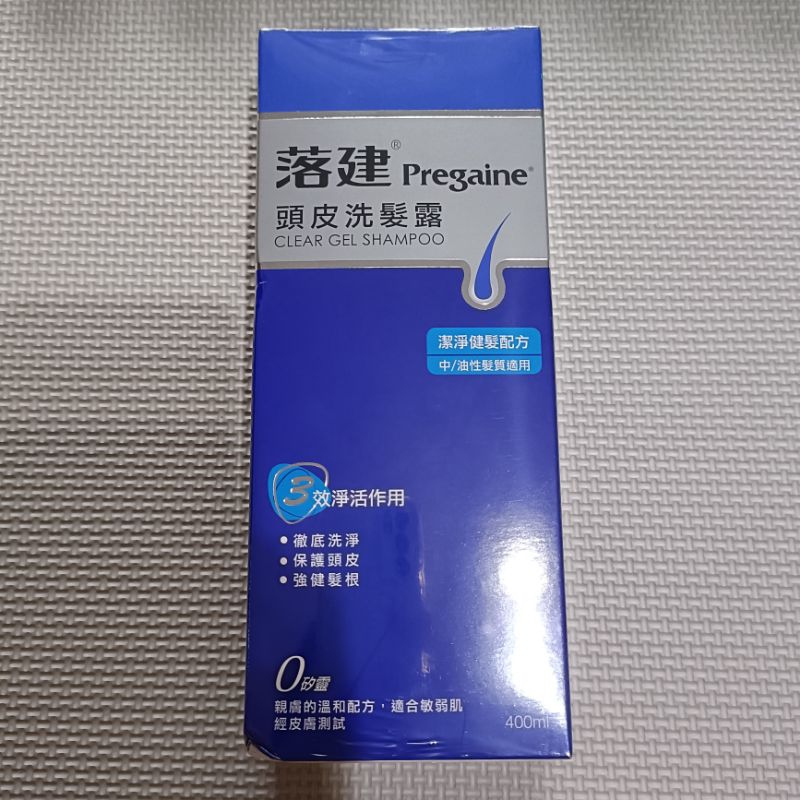 落建® Pregaine®
頭皮洗髮露
CLEAR GEL SHAMPOO
潔淨健髮配方
中/油性髮質適用
3效淨活作用
• 徹底洗淨
• 保護頭皮
• 強健髮根
0矽靈
親膚的溫和配方，適合敏弱肌
經皮膚測試
400ml